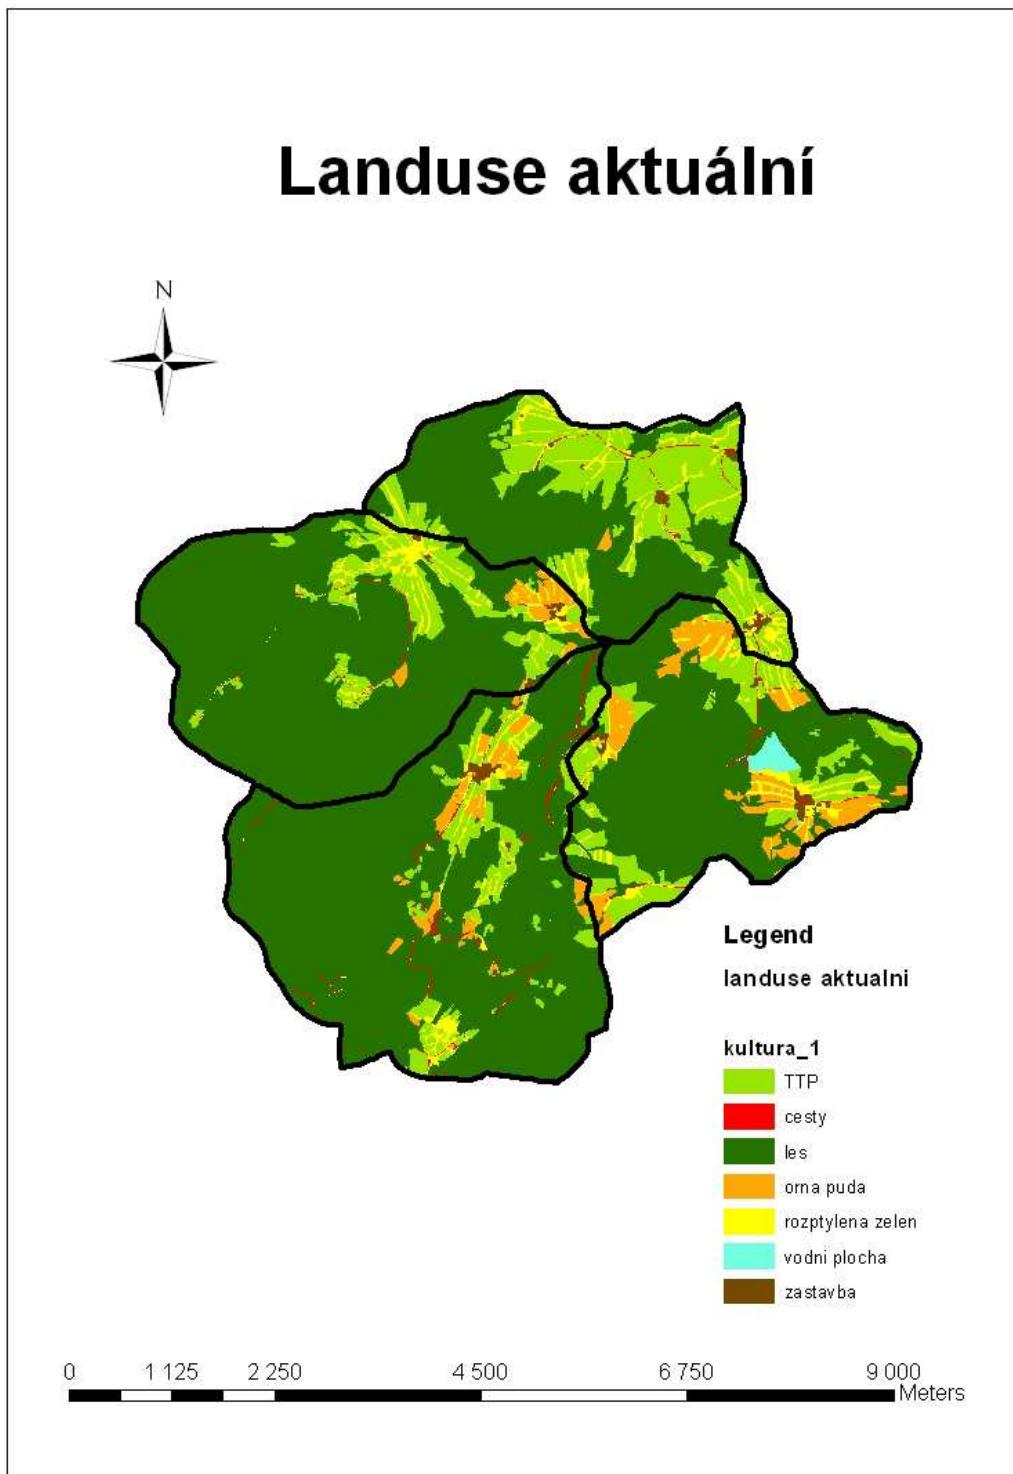 Landuse aktuální
N
Legend
landuse aktualni
kultura_1
TTP
cesty
les
orna puda
rozptylena zelen
vodni plocha
zastavba
0 1 125 2 250 4 500 6 750 9 000
Meters